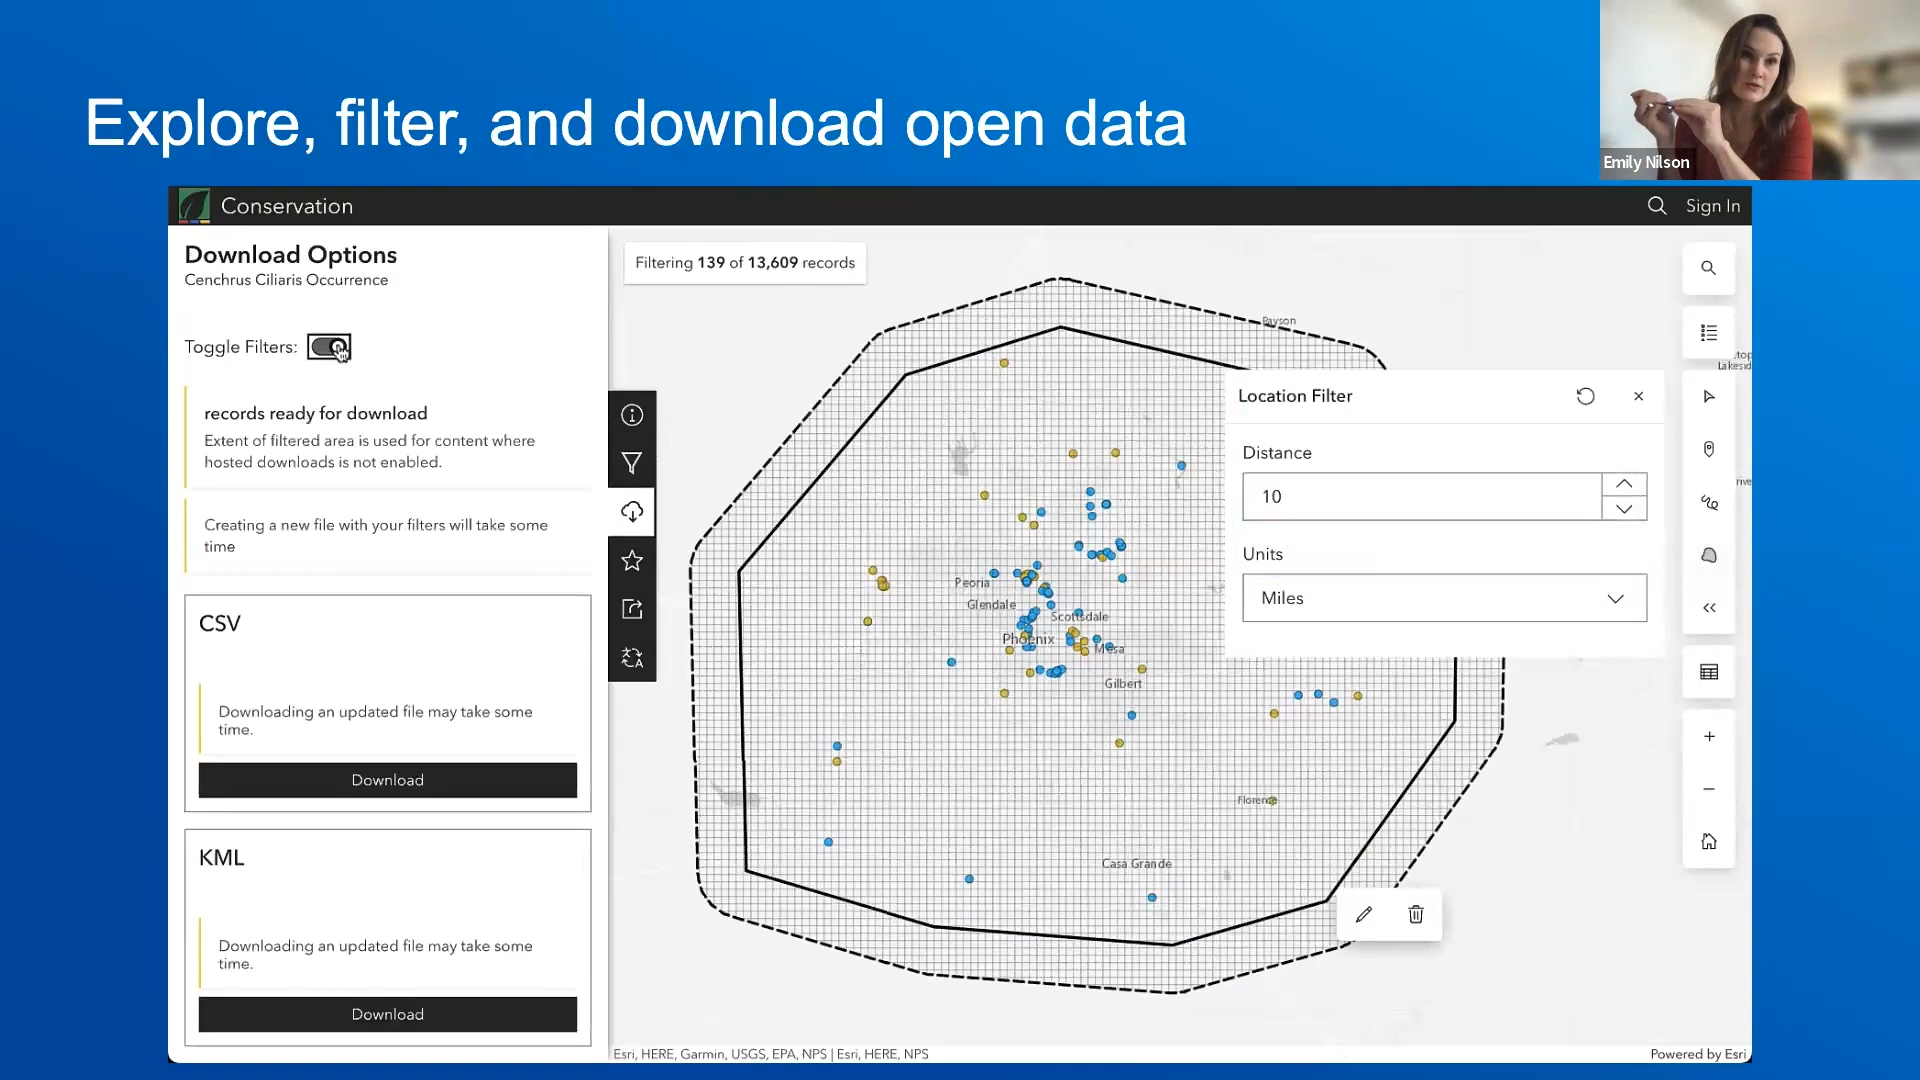 Explore, filter, and download open data
Emily Nilson
Conservation
Sign In
Download Options
Cenchrus Ciliaris Occurrence
Toggle Filters:
records ready for download
Extent of filtered area is used for content where
hosted downloads is not enabled.
Creating a new file with your filters will take some
time
CSV
Downloading an updated file may take some
time.
Download
KML
Downloading an updated file may take some
time.
Download
Filtering 139 of 13,609 records
Payson
Lakesid
Location Filter
Distance
10
Units
Miles
Peoria
Glendale
Scottsdale
Phoenix
Mesa
Gilbert
Florence
Casa Grande
Esri, HERE, Garmin, USGS, EPA, NPS | Esri, HERE, NPS
Powered by Esri